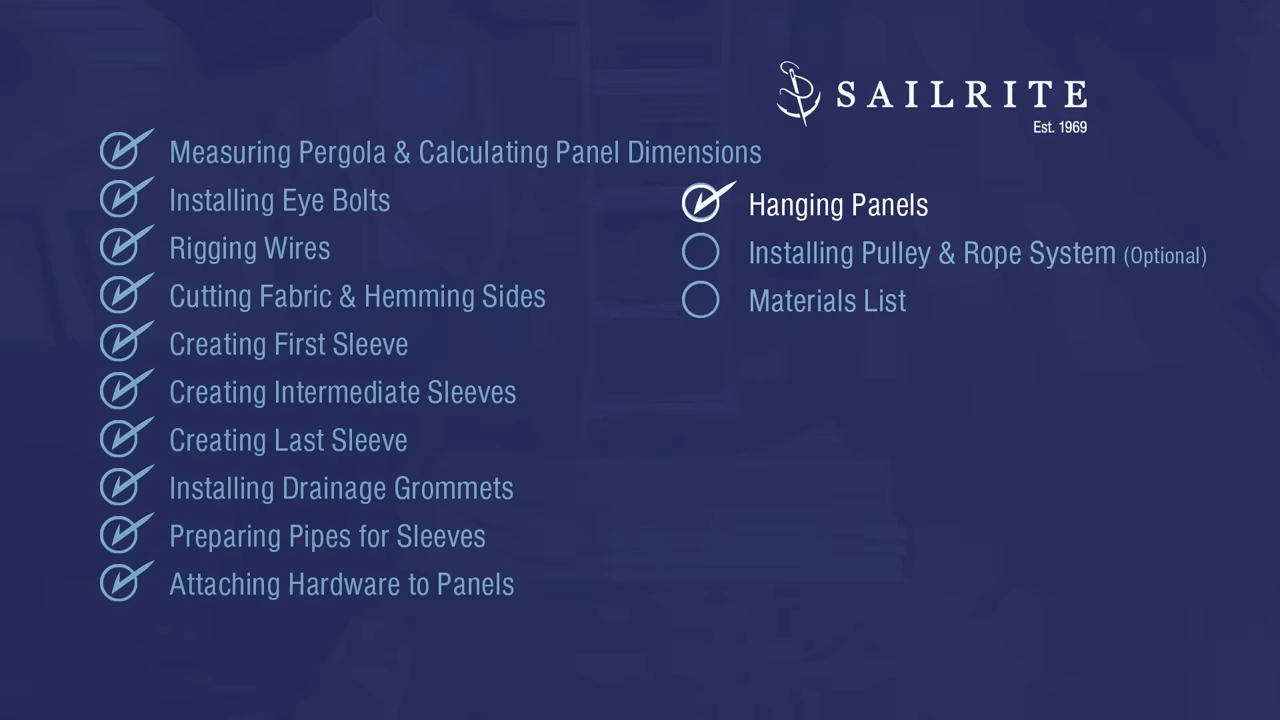 SAILRITE
Est. 1969
Measuring Pergola & Calculating Panel Dimensions
Installing Eye Bolts
Rigging Wires
Cutting Fabric & Hemming Sides
Creating First Sleeve
Creating Intermediate Sleeves
Creating Last Sleeve
Installing Drainage Grommets
Preparing Pipes for Sleeves
Attaching Hardware to Panels
Hanging Panels
Installing Pulley & Rope System (Optional)
Materials List